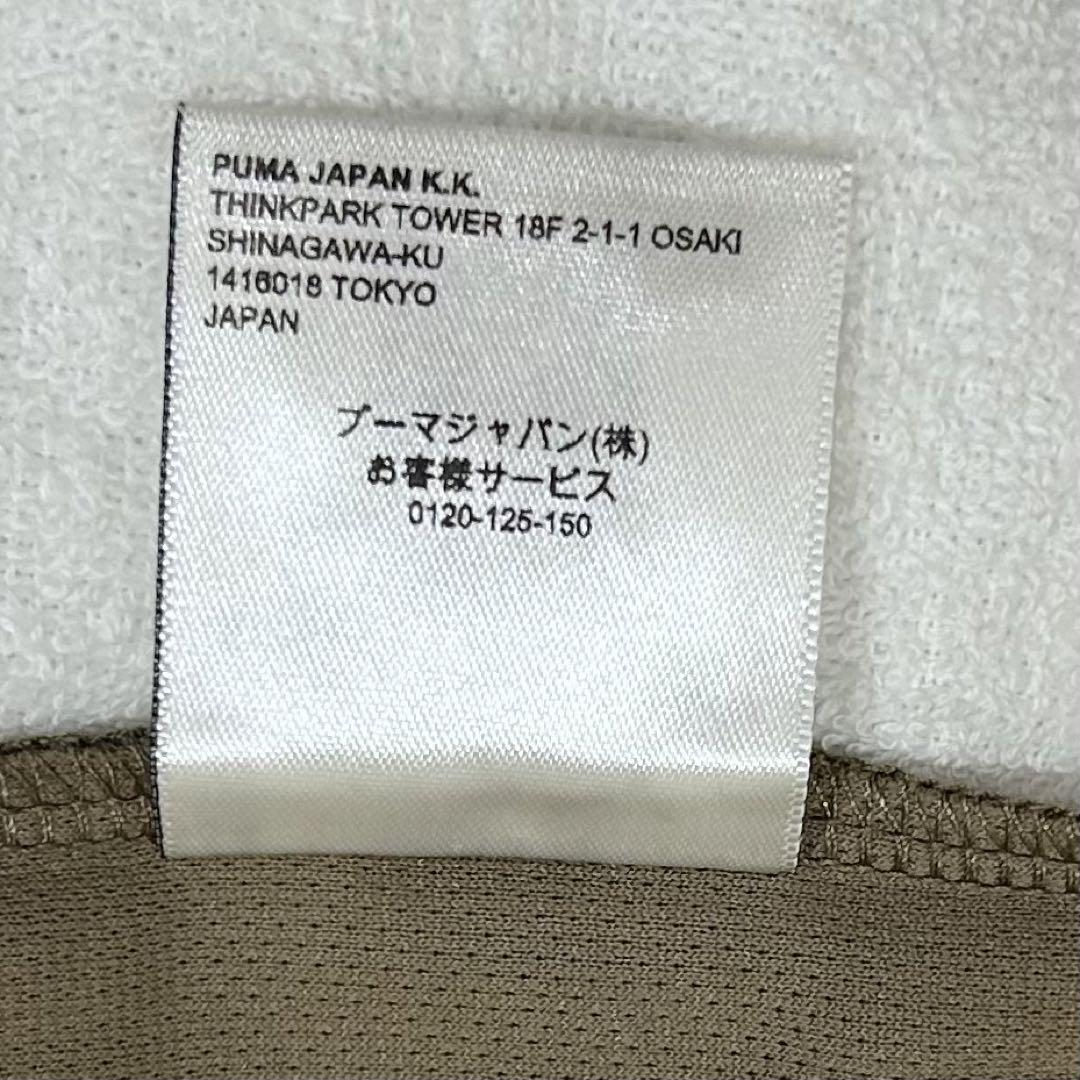 PUMA JAPAN K.K.
THINKPARK TOWER 18F 2-1-1 OSAKI
SHINAGAWA-KU
1416018 TOKYO
JAPAN
プーマジャパン(株)
お客様サービス
0120-125-150